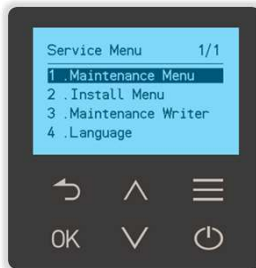 Service Menu 1/1
1 .Maintenance Menu
2 .Install Menu
3 .Maintenance Writer
4 .Language
OK